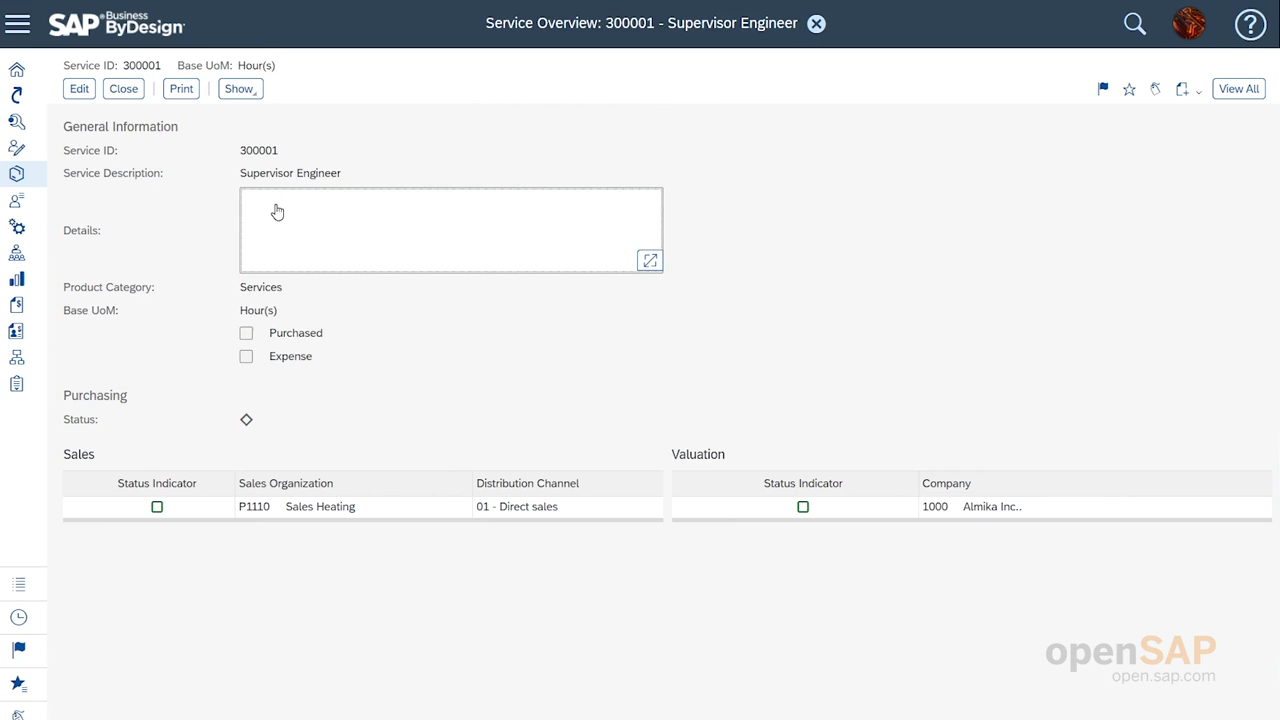 SAP Business ByDesign
Service Overview: 300001 - Supervisor Engineer
Service ID: 300001 Base UoM: Hour(s)
Edit Close Print Show View All
General Information
Service ID: 300001
Service Description: Supervisor Engineer
Details:
Product Category: Services
Base UoM: Hour(s)
Purchased
Expense
Purchasing
Status:
Sales
Status Indicator Sales Organization Distribution Channel
P1110 Sales Heating 01 - Direct sales
Valuation
Status Indicator Company
1000 Almika Inc..
openSAP
open.sap.com